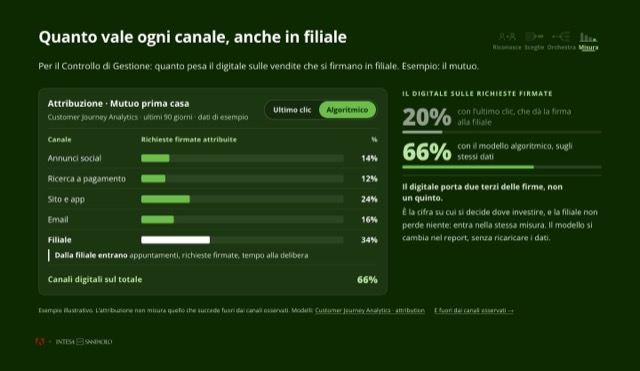 Quanto vale ogni canale, anche in filiale
Riconosce Sceglie Orchestra Misura
Per il Controllo di Gestione: quanto pesa il digitale sulle vendite che si firmano in filiale. Esempio: il mutuo.
Attribuzione · Mutuo prima casa
Customer Journey Analytics · ultimi 90 giorni · dati di esempio
Ultimo clic Algoritmico
Canale Richieste firmate attribuite %
Annunci social 14%
Ricerca a pagamento 12%
Sito e app 24%
Email 16%
Filiale 34%
Dalla filiale entrano appuntamenti, richieste firmate, tempo alla delibera
Canali digitali sul totale 66%
IL DIGITALE SULLE RICHIESTE FIRMATE
20% con l'ultimo clic, che dà la firma
alla filiale
66% con il modello algoritmico, sugli
stessi dati
Il digitale porta due terzi delle firme, non
un quinto.
È la cifra su cui si decide dove investire, e la filiale non
perde niente: entra nella stessa misura. Il modello si
cambia nel report, senza ricaricare i dati.
Esempio illustrativo. L'attribuzione non misura quello che succede fuori dai canali osservati. Modelli: Customer Journey Analytics · attribution E fuori dai canali osservati →
INTESA SANPAOLO